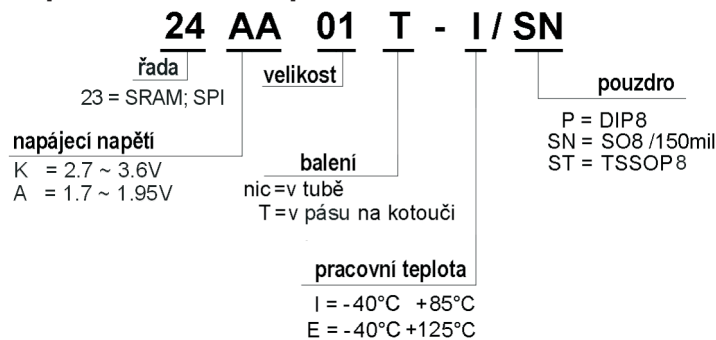 24 AA 01 T - I / SN
řada
23 = SRAM; SPI
velikost
pouzdro
P = DIP8
SN = SO8 /150mil
ST = TSSOP8
napájecí napětí
K = 2.7 ~ 3.6V
A = 1.7 ~ 1.95V
balení
nic =v tubě
T =v pásu na kotouči
pracovní teplota
I = -40°C +85°C
E = -40°C +125°C